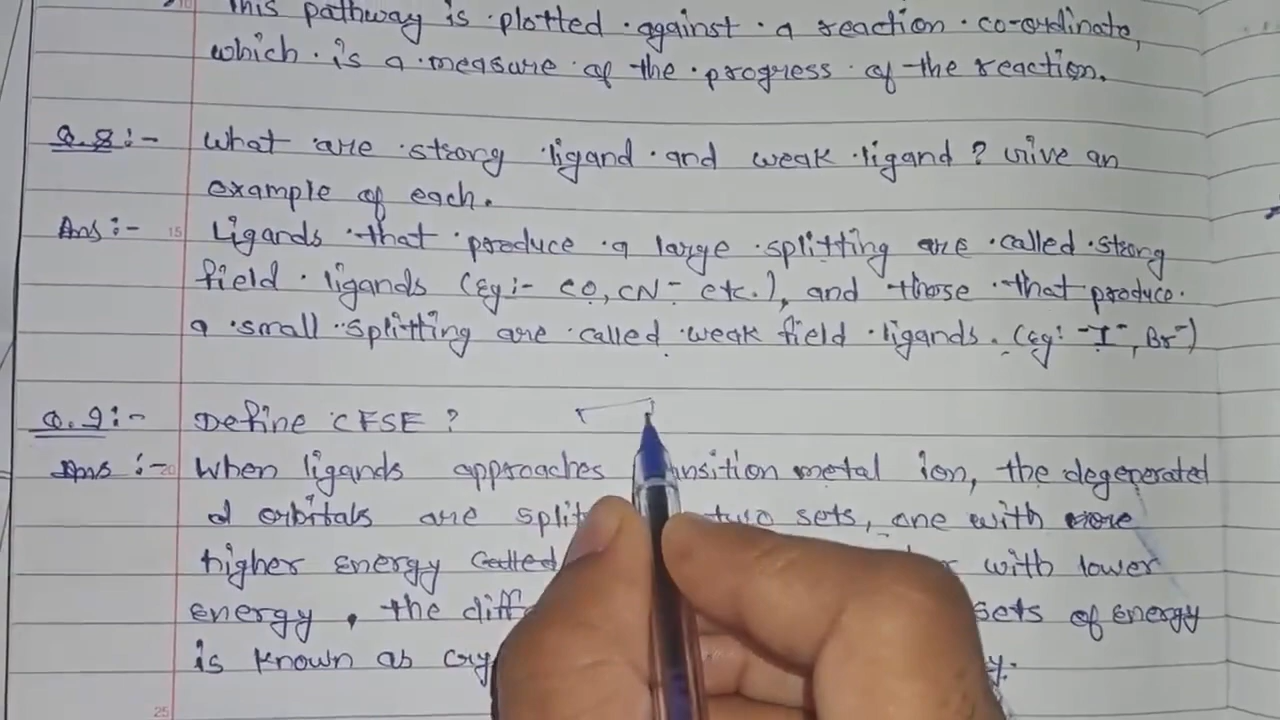 This pathway is plotted against a reaction co-ordinate,
which is a measure of the progress of the reaction.
Q.8:- What are strong ligand and weak ligand? Give an
example of each.
Ans:- 15 Ligands that produce a large splitting are called strong
field ligands (Eg:- CO, CN⁻ etc.), and those that produce
a small splitting are called weak field ligands. (Eg: I⁻, Br⁻)
Q.9:- Define CFSE?
Ans:- 20 When ligands approaches metal ion, the degenerated
d orbitals are split two sets, one with
higher energy called with lower
energy, the sets of energy
is known as
25